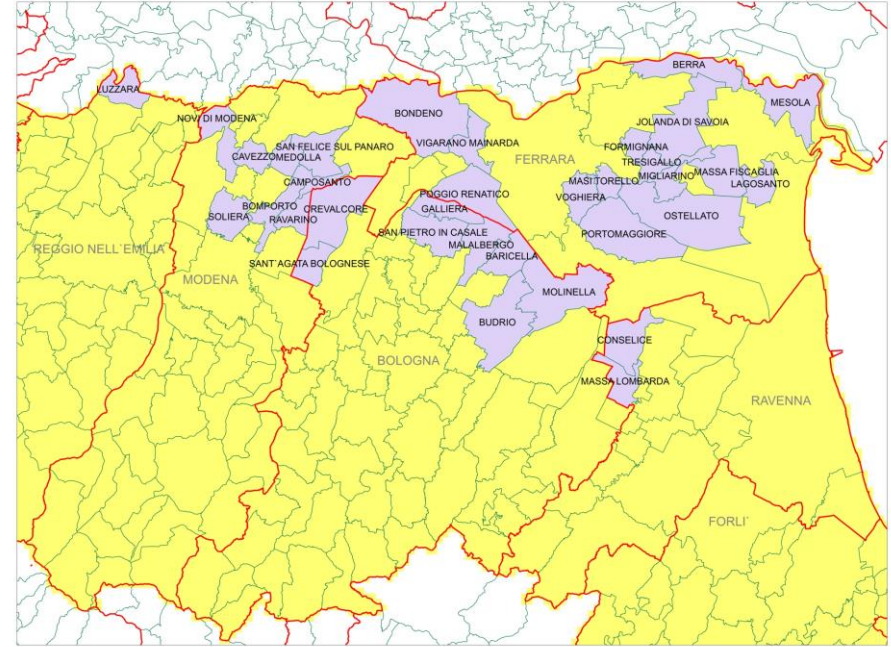 BERRA
LUZZARA
MESOLA
BONDENO
NOVI DI MODENA
JOLANDA DI SAVOIA
VIGARANO MAINARDA
SAN FELICE SUL PANARO
FORMIGNANA
CAVEZZO
MEDOLLA
FERRARA
TRESIGALLO
MASSA FISCAGLIA
MIGLIARINO
CAMPOSANTO
MASI TORELLO
LAGOSANTO
POGGIO RENATICO
VOGHIERA
BOMPORTO
CREVALCORE
GALLIERA
SOLIERA
RAVARINO
OSTELLATO
SAN PIETRO IN CASALE
PORTOMAGGIORE
MALALBERGO
REGGIO NELL`EMILIA
BARICELLA
SANT`AGATA BOLOGNESE
MODENA
MOLINELLA
BUDRIO
CONSELICE
BOLOGNA
MASSA LOMBARDA
RAVENNA
FORLI`